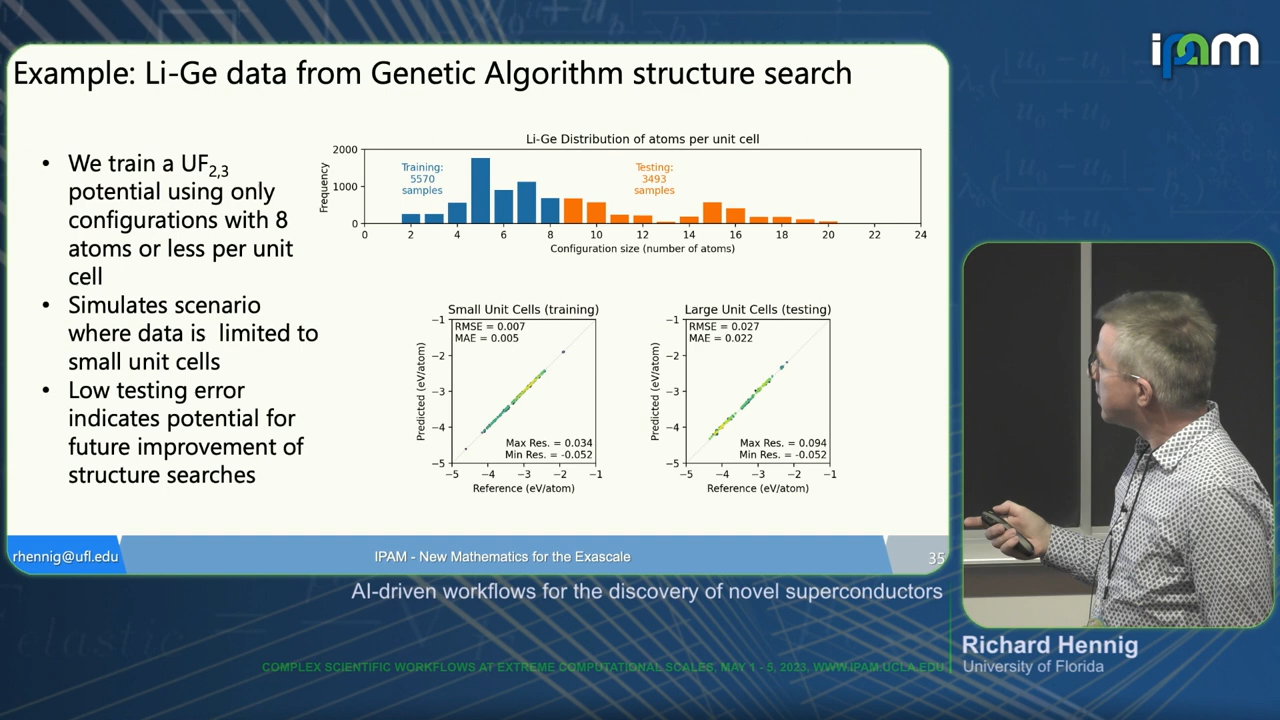 ipam
Example: Li-Ge data from Genetic Algorithm structure search
• We train a UF2,3
potential using only
configurations with 8
atoms or less per unit
cell
• Simulates scenario
where data is limited to
small unit cells
• Low testing error
indicates potential for
future improvement of
structure searches
Li-Ge Distribution of atoms per unit cell
Frequency
2000
1000
0
Training:
5570
samples
Testing:
3493
samples
0 2 4 6 8 10 12 14 16 18 20 22 24
Configuration size (number of atoms)
Small Unit Cells (training)
RMSE = 0.007
MAE = 0.005
Predicted (eV/atom)
−1
−2
−3
−4
−5
Max Res. = 0.034
Min Res. = -0.052
−5 −4 −3 −2 −1
Reference (eV/atom)
Large Unit Cells (testing)
RMSE = 0.027
MAE = 0.022
Predicted (eV/atom)
−1
−2
−3
−4
−5
Max Res. = 0.094
Min Res. = -0.052
−5 −4 −3 −2 −1
Reference (eV/atom)
rhennig@ufl.edu
IPAM - New Mathematics for the Exascale
35
AI-driven workflows for the discovery of novel superconductors
Richard Hennig
University of Florida
COMPLEX SCIENTIFIC WORKFLOWS AT EXTREME COMPUTATIONAL SCALES, MAY 1 - 5, 2023, WWW.IPAM.UCLA.EDU
elastic